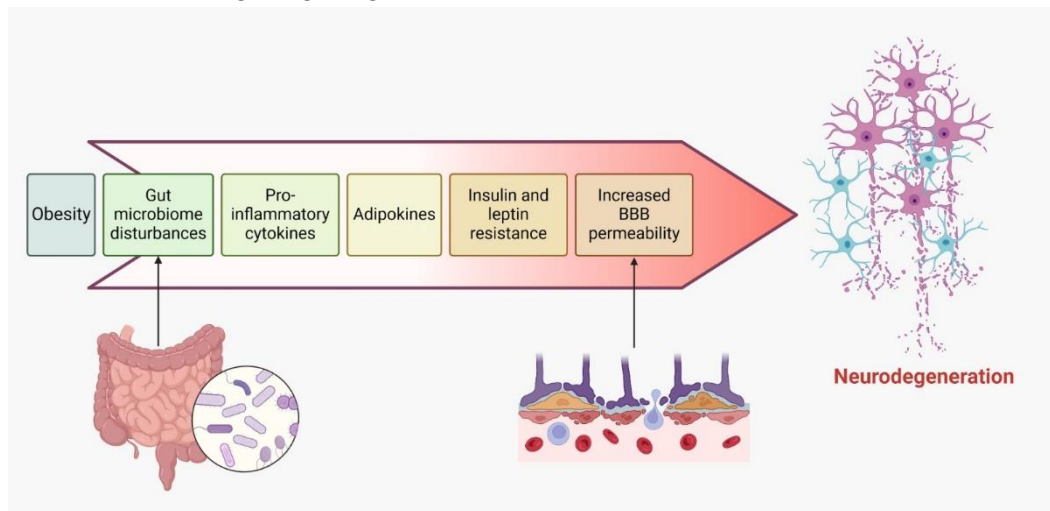 Obesity
Gut
microbiome
disturbances
Pro-
inflammatory
cytokines
Adipokines
Insulin and
leptin
resistance
Increased
BBB
permeability
Neurodegeneration